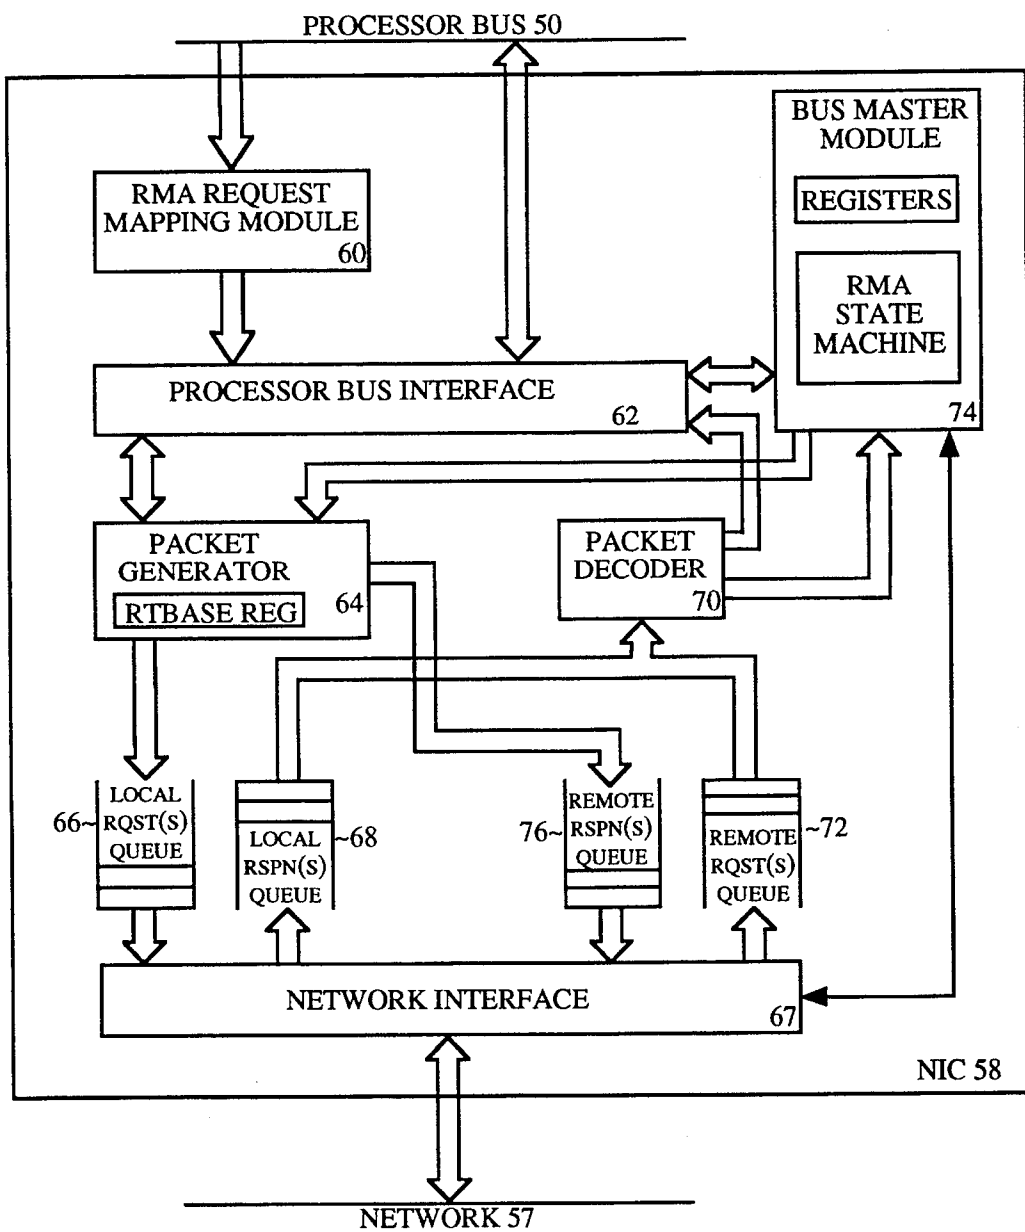 PROCESSOR BUS 50
BUS MASTER
MODULE
REGISTERS
RMA
STATE
MACHINE
74
RMA REQUEST
MAPPING MODULE
60
PROCESSOR BUS INTERFACE
62
PACKET
GENERATOR
RTBASE REG
64
PACKET
DECODER
70
66~
LOCAL
RQST(S)
QUEUE
LOCAL
RSPN(S)
QUEUE
~68
76~
REMOTE
RSPN(S)
QUEUE
REMOTE
RQST(S)
QUEUE
~72
NETWORK INTERFACE
67
NIC 58
NETWORK 57